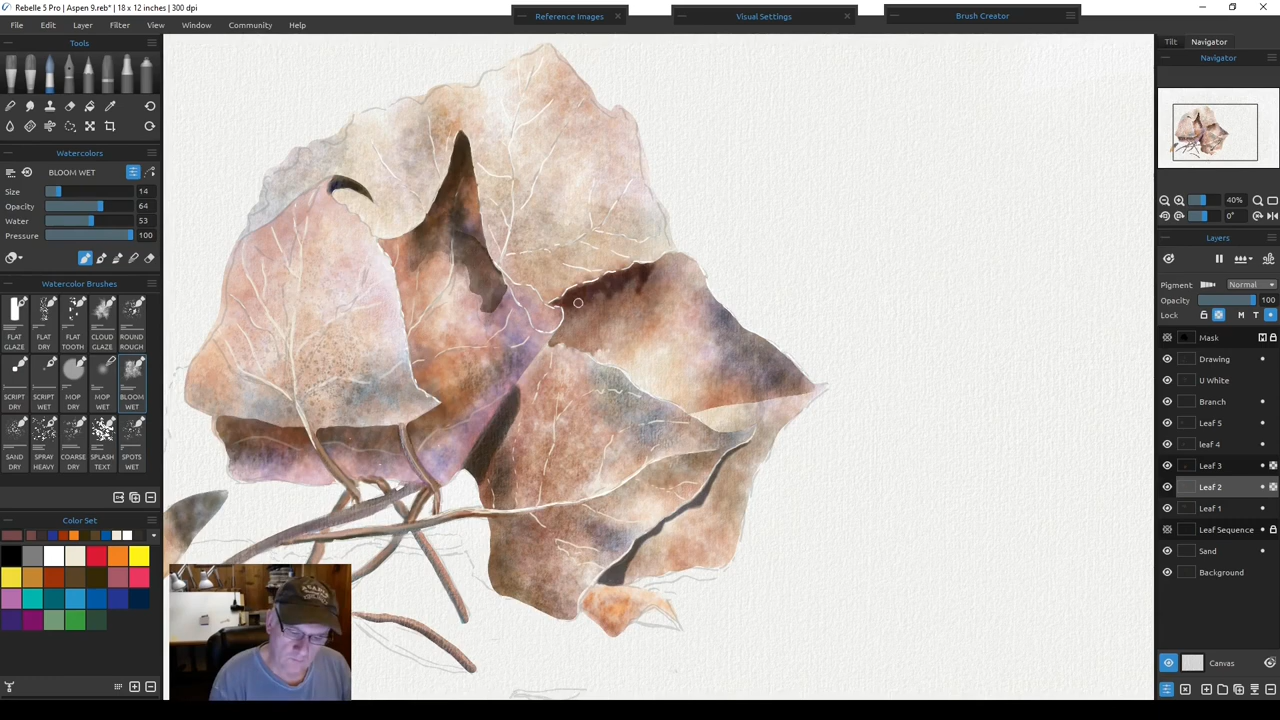 Rebelle 5 Pro | Aspen 9.reb* | 18 x 12 inches | 300 dpi
File Edit Layer Filter View Window Community Help
Reference Images
Visual Settings
Brush Creator
Tools
Watercolors
BLOOM WET
Size 14
Opacity 64
Water 53
Pressure 100
Watercolor Brushes
FLAT GLAZE
FLAT DRY
FLAT TOOTH
CLOUD GLAZE
ROUND ROUGH
SCRIPT DRY
SCRIPT WET
MOP DRY
MOP WET
BLOOM WET
SAND DRY
SPRAY HEAVY
COARSE DRY
SPLASH TEXT
SPOTS WET
Color Set
Tilt Navigator
Navigator
40%
0°
Layers
Pigment Normal
Opacity 100
Lock M T
Mask
Drawing
U White
Branch
Leaf 5
leaf 4
Leaf 3
Leaf 2
Leaf 1
Leaf Sequence
Sand
Background
Canvas